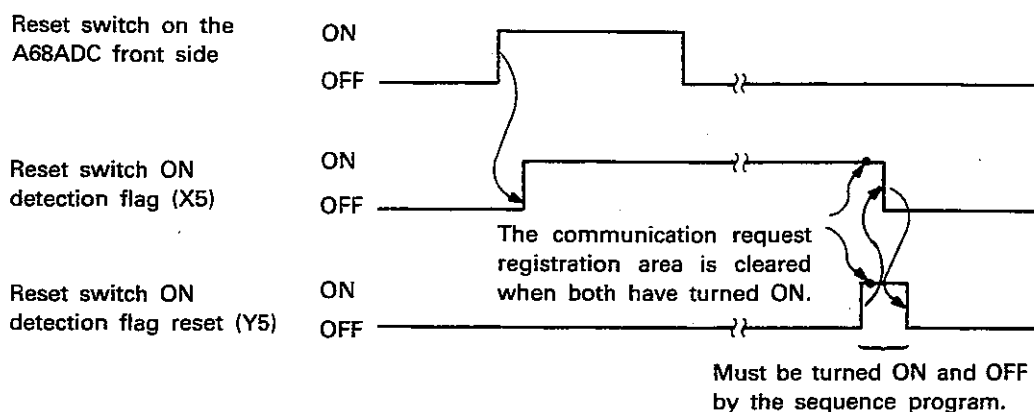 Reset switch on the
A68ADC front side
ON
OFF
Reset switch ON
detection flag (X5)
ON
OFF
The communication request
registration area is cleared
when both have turned ON.
Reset switch ON
detection flag reset (Y5)
ON
OFF
Must be turned ON and OFF
by the sequence program.